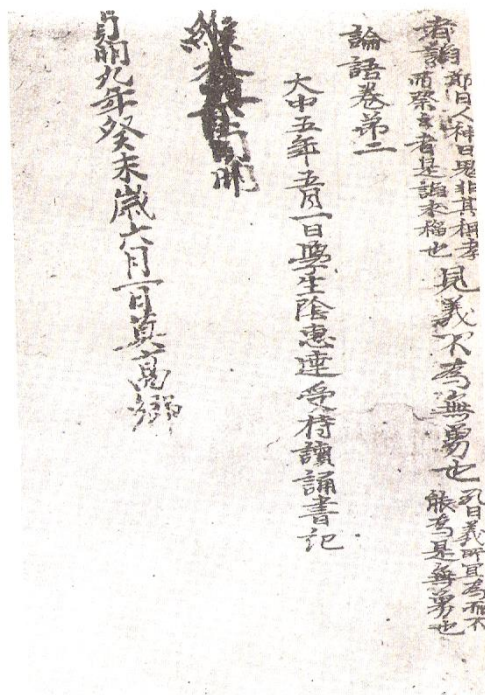 者諂 鄭曰人神曰鬼非其祖考
而祭之者是諂求福也
見義不為無勇也 孔曰義所宜為而不
能為是無勇也
論語卷第二
大中五年五月一日學生陰惠達受持讀誦書記
貞明九年癸未歲六月一日莫高鄉